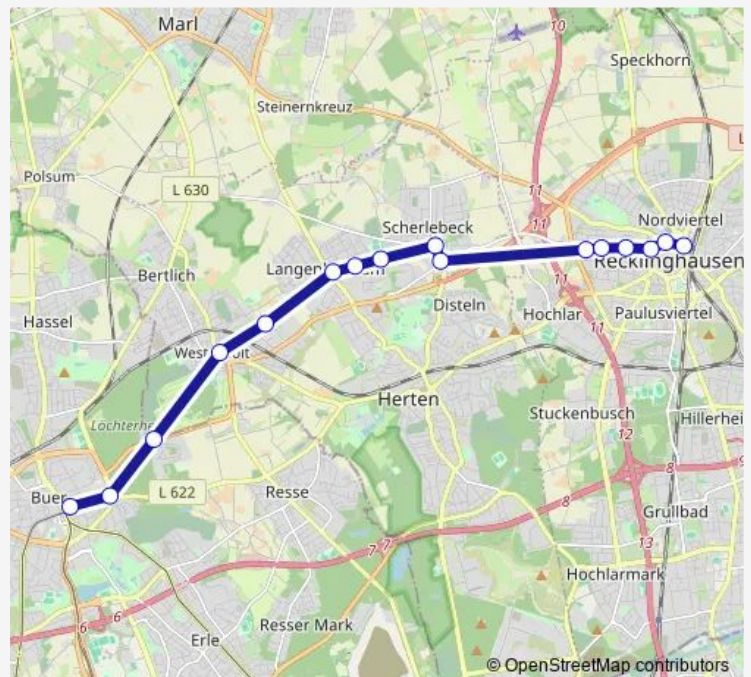 Marl
10
Speckhorn
Steinernkreuz
L
Polsum
L 630
11
Nordviertel
Scherlebeck
11
Recklinghausen
Bertlich
11
Disteln
Hochlar
Paulusviertel
Hassel
11
Herten
Stuckenbusch
Hillerhei
12
8
9
Buer
L 622
Resse
8
Grullbad
7 7
13
Hochlarmark
6
6
Resser Mark
Erle
© OpenStreetMap contributors